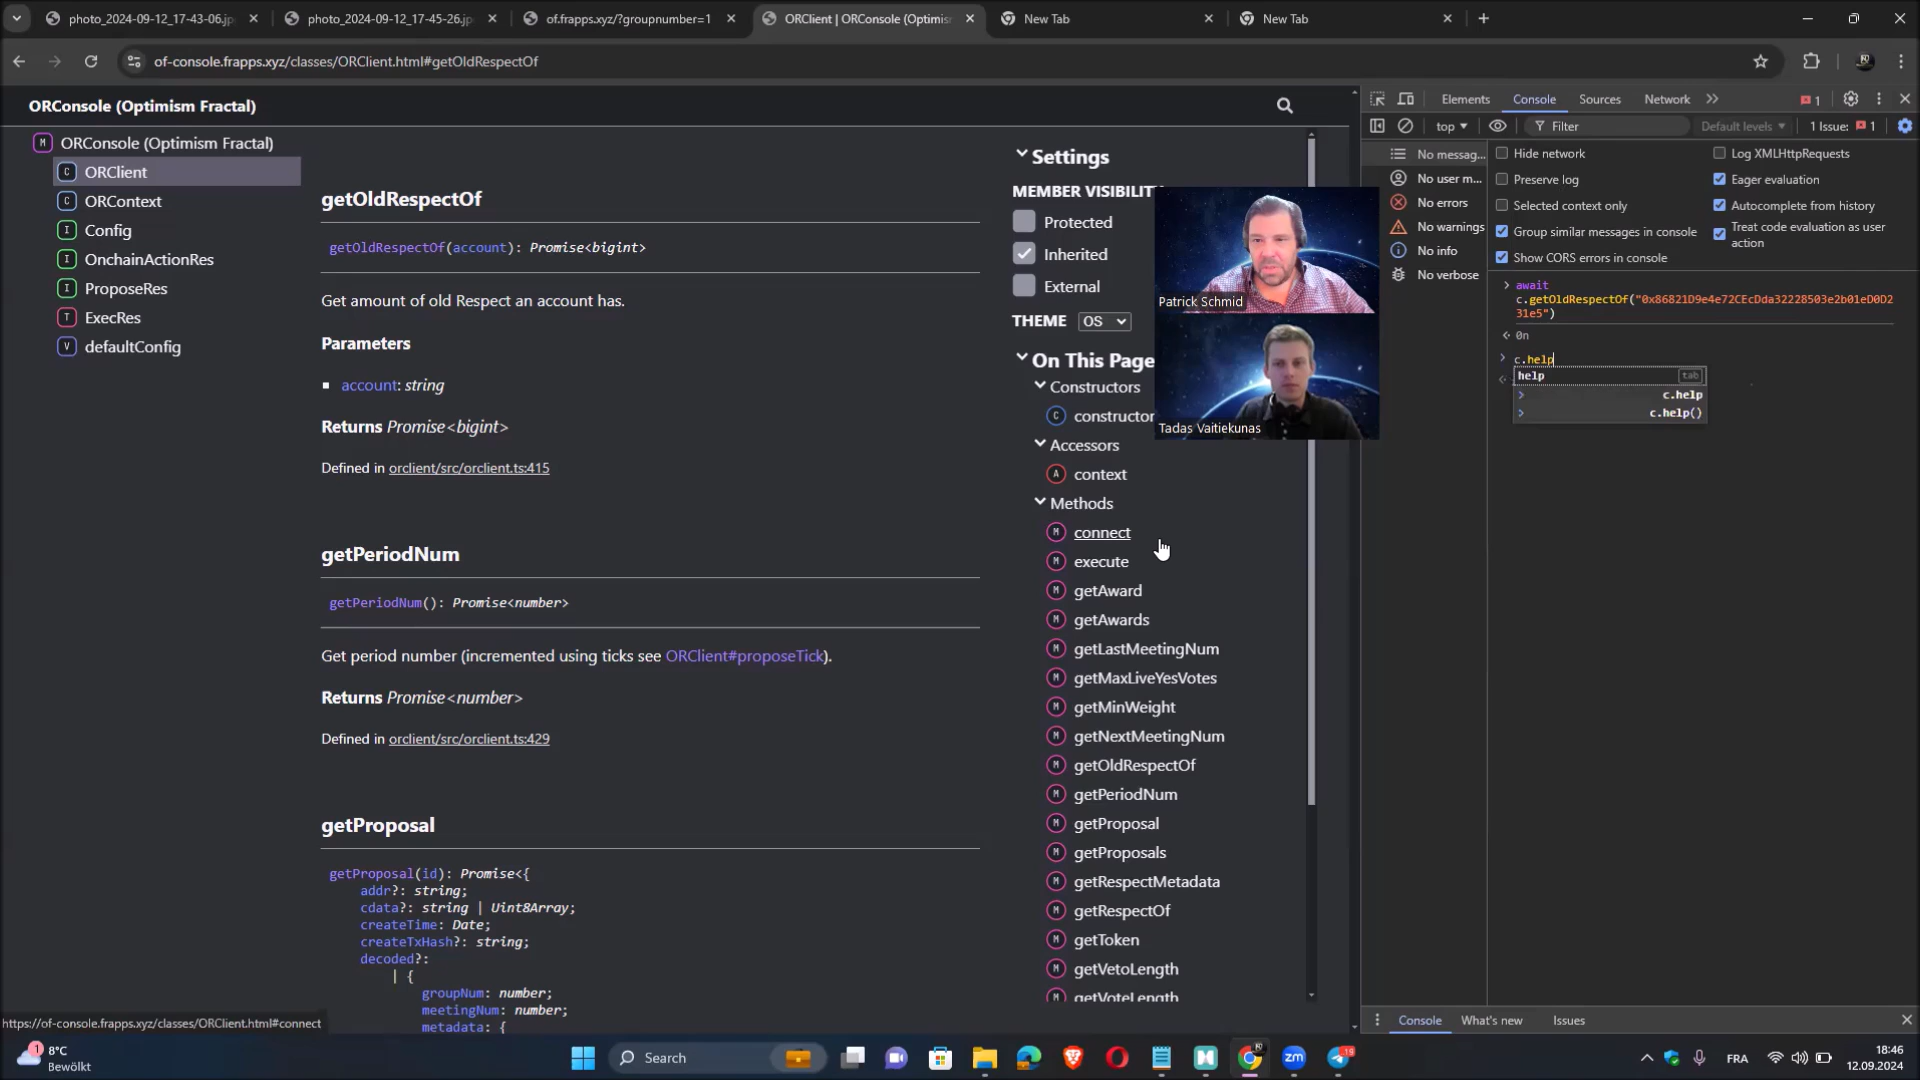 photo_2024-09-12_17-43-06.jp
photo_2024-09-12_17-45-26.jp
of.frapps.xyz/?groupnumber=1
ORClient | ORConsole (Optimis
New Tab
New Tab
of-console.frapps.xyz/classes/ORClient.html#getOldRespectOf
ORConsole (Optimism Fractal)
M ORConsole (Optimism Fractal)
C ORClient
C ORContext
I Config
I OnchainActionRes
I ProposeRes
T ExecRes
V defaultConfig
getOldRespectOf
getOldRespectOf(account): Promise<bigint>
Get amount of old Respect an account has.
Parameters
account: string
Returns Promise<bigint>
Defined in orclient/src/orclient.ts:415
getPeriodNum
getPeriodNum(): Promise<number>
Get period number (incremented using ticks see ORClient#proposeTick).
Returns Promise<number>
Defined in orclient/src/orclient.ts:429
getProposal
getProposal(id): Promise<{
addr?: string;
cdata?: string | Uint8Array;
createTime: Date;
createTxHash?: string;
decoded?:
| {
groupNum: number;
meetingNum: number;
metadata: {
https://of-console.frapps.xyz/classes/ORClient.html#connect
Settings
MEMBER VISIBILITY
Protected
Inherited
External
THEME OS
On This Page
Constructors
C constructor
Accessors
A context
Methods
M connect
M execute
M getAward
M getAwards
M getLastMeetingNum
M getMaxLiveYesVotes
M getMinWeight
M getNextMeetingNum
M getOldRespectOf
M getPeriodNum
M getProposal
M getProposals
M getRespectMetadata
M getRespectOf
M getToken
M getVetoLength
M getVoteLength
Patrick Schmid
Tadas Vaitiekunas
Elements Console Sources Network 1
top Filter Default levels 1 Issue: 1
No messag...
No user m...
No errors
No warnings
No info
No verbose
Hide network
Preserve log
Selected context only
Group similar messages in console
Show CORS errors in console
Log XMLHttpRequests
Eager evaluation
Autocomplete from history
Treat code evaluation as user
action
await
c.getOldRespectOf("0x86821D9e4e72CEcDda32228503e2b01eD0D2
31e5")
0n
c.help
help tab
c.help
c.help()
Console What's new Issues
1
8°C
Bewölkt
Search
zm
19
FRA
18:46
12.09.2024